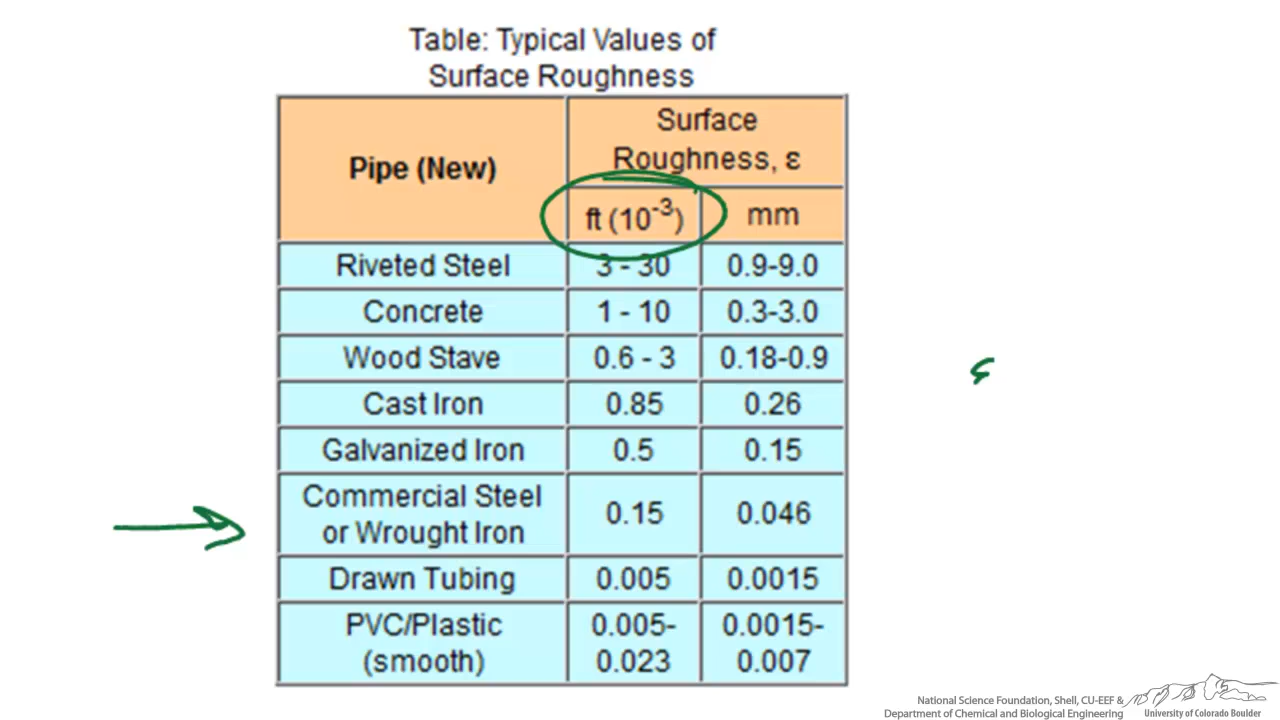 Table: Typical Values of
Surface Roughness
Pipe (New)
Surface
Roughness, ε
ft (10⁻³)
mm
Riveted Steel 3 - 30 0.9-9.0
Concrete 1 - 10 0.3-3.0
Wood Stave 0.6 - 3 0.18-0.9
Cast Iron 0.85 0.26
Galvanized Iron 0.5 0.15
Commercial Steel
or Wrought Iron 0.15 0.046
Drawn Tubing 0.005 0.0015
PVC/Plastic 0.005- 0.0015-
(smooth) 0.023 0.007
National Science Foundation, Shell, CU-EEF &
Department of Chemical and Biological Engineering
University of Colorado Boulder